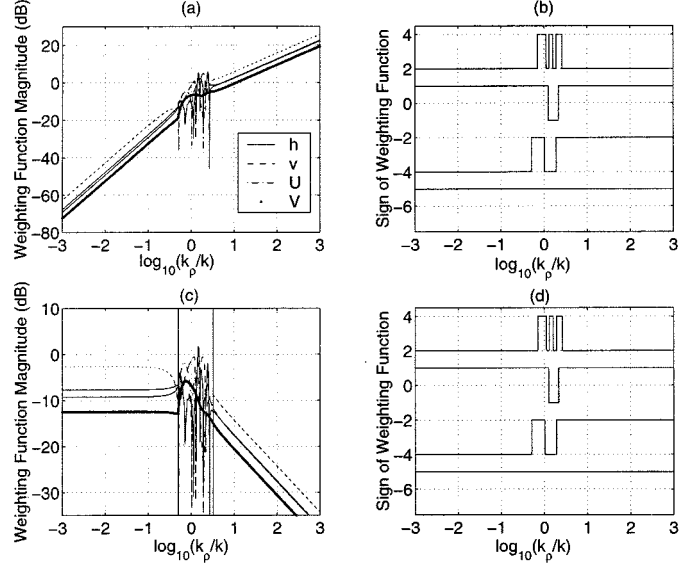 (a)
Weighting Function Magnitude (dB)
20
0
−20
−40
−60
−80
h
v
U
V
−3 −2 −1 0 1 2 3
log10(kρ/k)
(b)
Sign of Weighting Function
4
2
0
−2
−4
−6
−3 −2 −1 0 1 2 3
log10(kρ/k)
(c)
Weighting Function Magnitude (dB)
10
0
−10
−20
−30
−3 −2 −1 0 1 2 3
log10(kρ/k)
(d)
Sign of Weighting Function
4
2
0
−2
−4
−6
−3 −2 −1 0 1 2 3
log10(kρ/k)